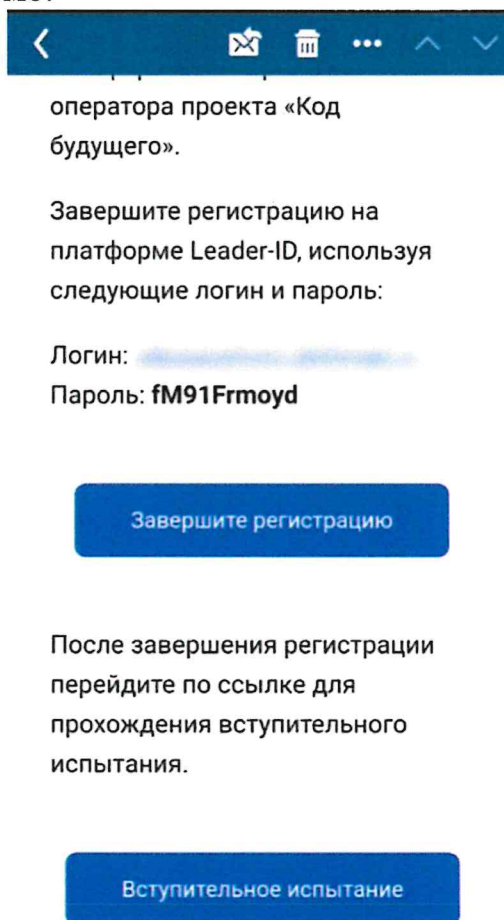 оператора проекта «Код
будущего».
Завершите регистрацию на
платформе Leader-ID, используя
следующие логин и пароль:
Логин:
Пароль: fM91Frmoyd
Завершите регистрацию
После завершения регистрации
перейдите по ссылке для
прохождения вступительного
испытания.
Вступительное испытание